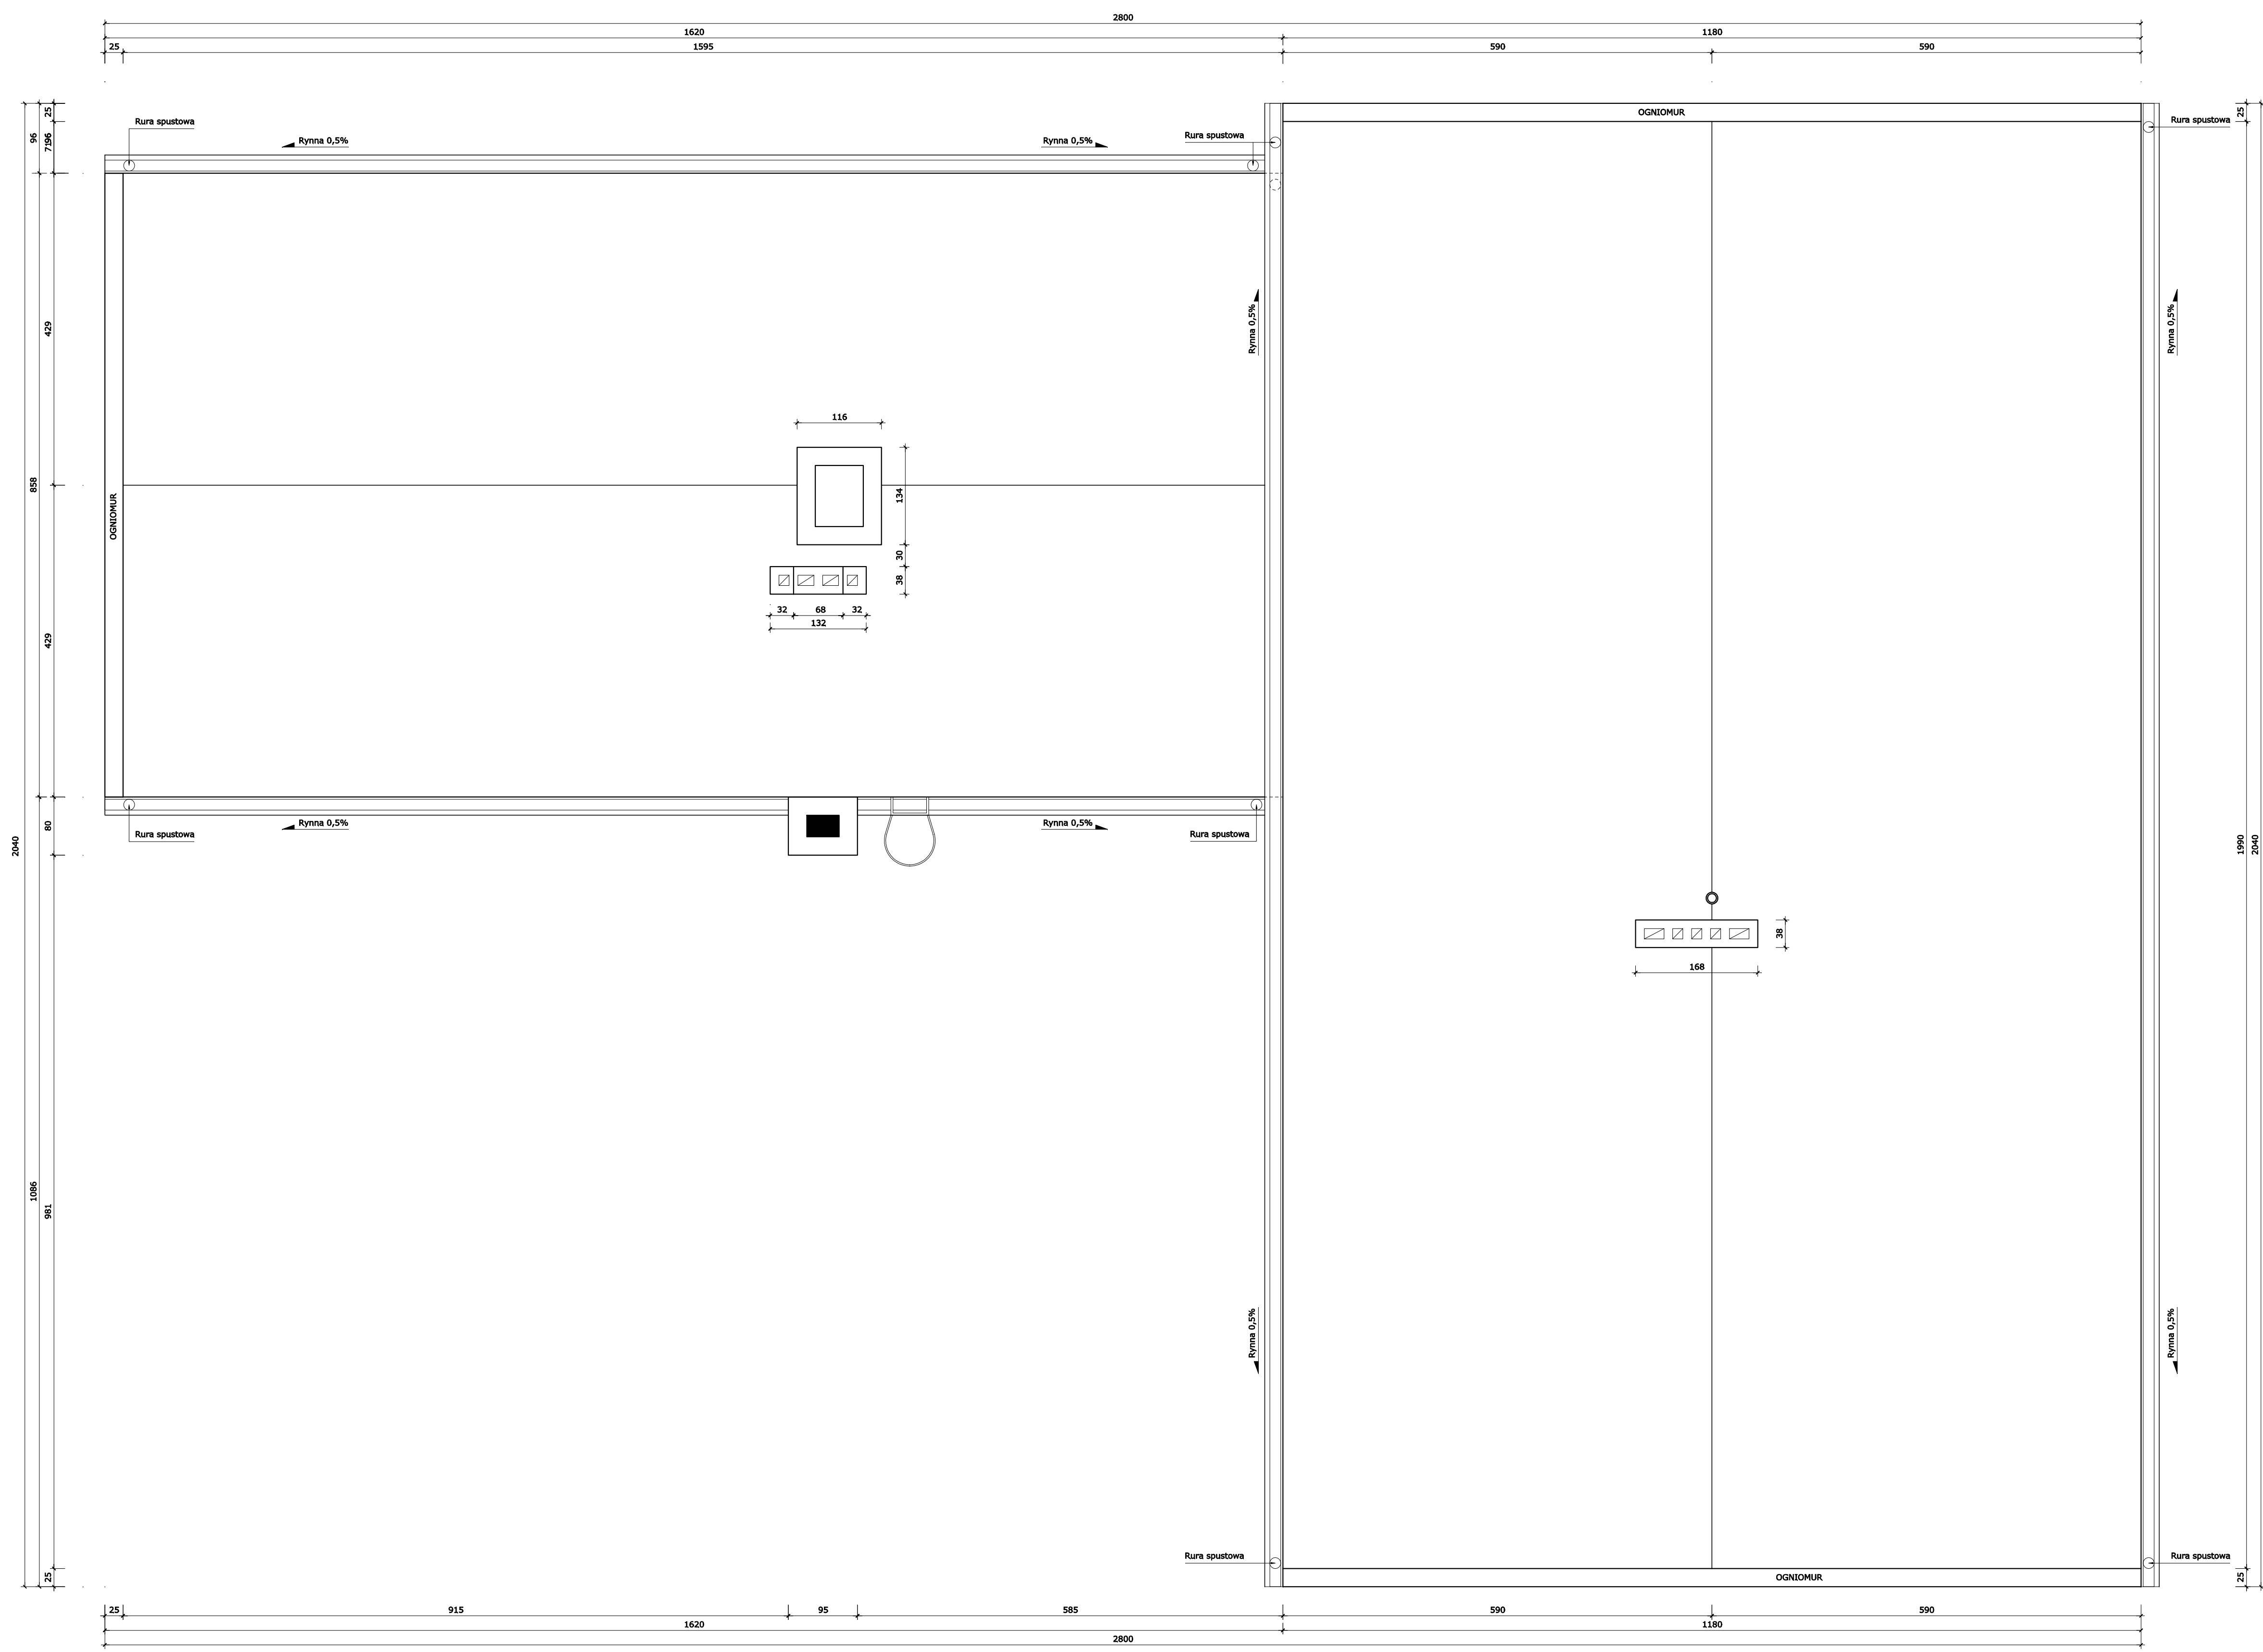 2800
1620
1180
25
1595
590
590
25
96
7196
OGNIOMUR
25
Rura spustowa
Rynna 0,5%
Rynna 0,5%
Rura spustowa
Rura spustowa
429
Rynna 0,5%
Rynna 0,5%
116
134
858
OGNIOMUR
30
38
32
68
32
132
429
80
Rynna 0,5%
Rynna 0,5%
Rura spustowa
Rura spustowa
2040
1990
2040
38
168
1086
981
Rynna 0,5%
Rynna 0,5%
Rura spustowa
Rura spustowa
25
OGNIOMUR
25
25
915
95
585
590
590
1620
1180
2800